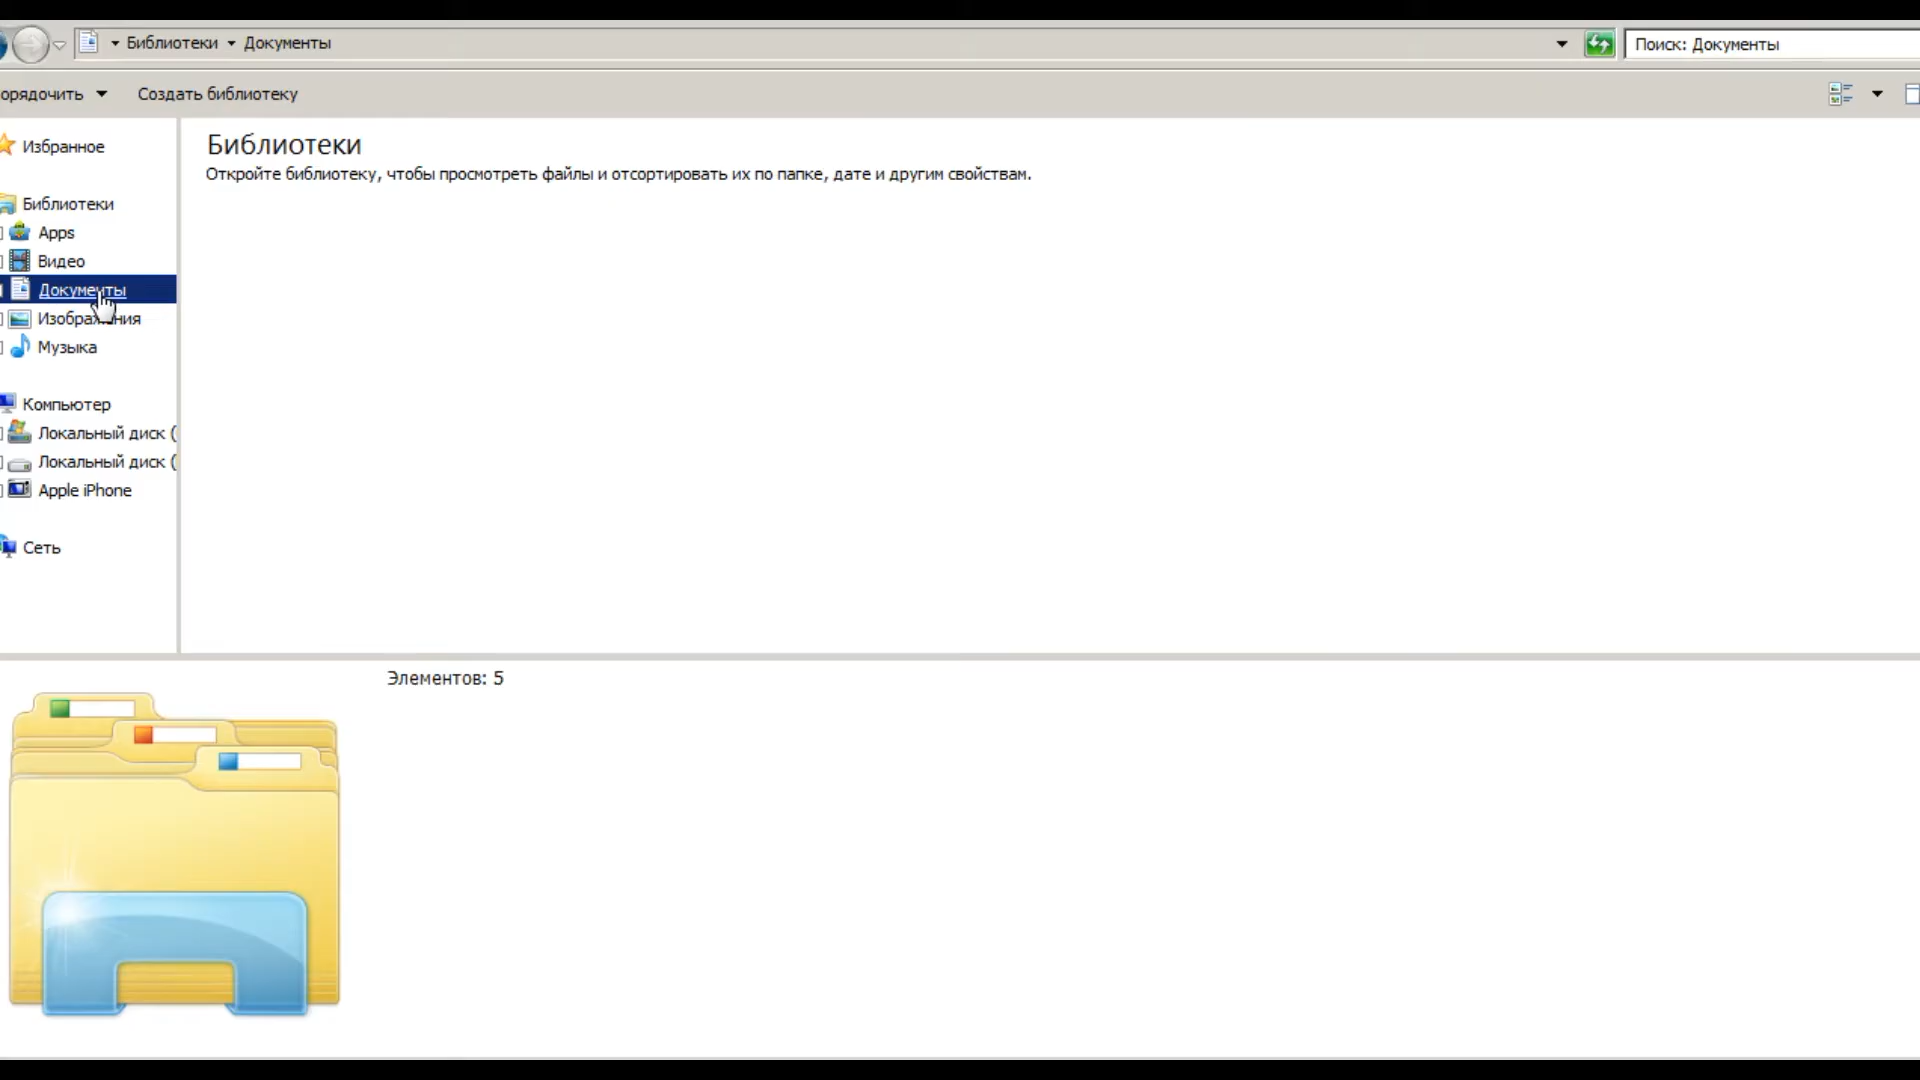 Библиотеки Документы
Поиск: Документы
орядочить Создать библиотеку
Избранное
Библиотеки
Apps
Видео
Документы
Изображения
Музыка
Компьютер
Локальный диск (
Локальный диск (
Apple iPhone
Сеть
Библиотеки
Откройте библиотеку, чтобы просмотреть файлы и отсортировать их по папке, дате и другим свойствам.
Элементов: 5